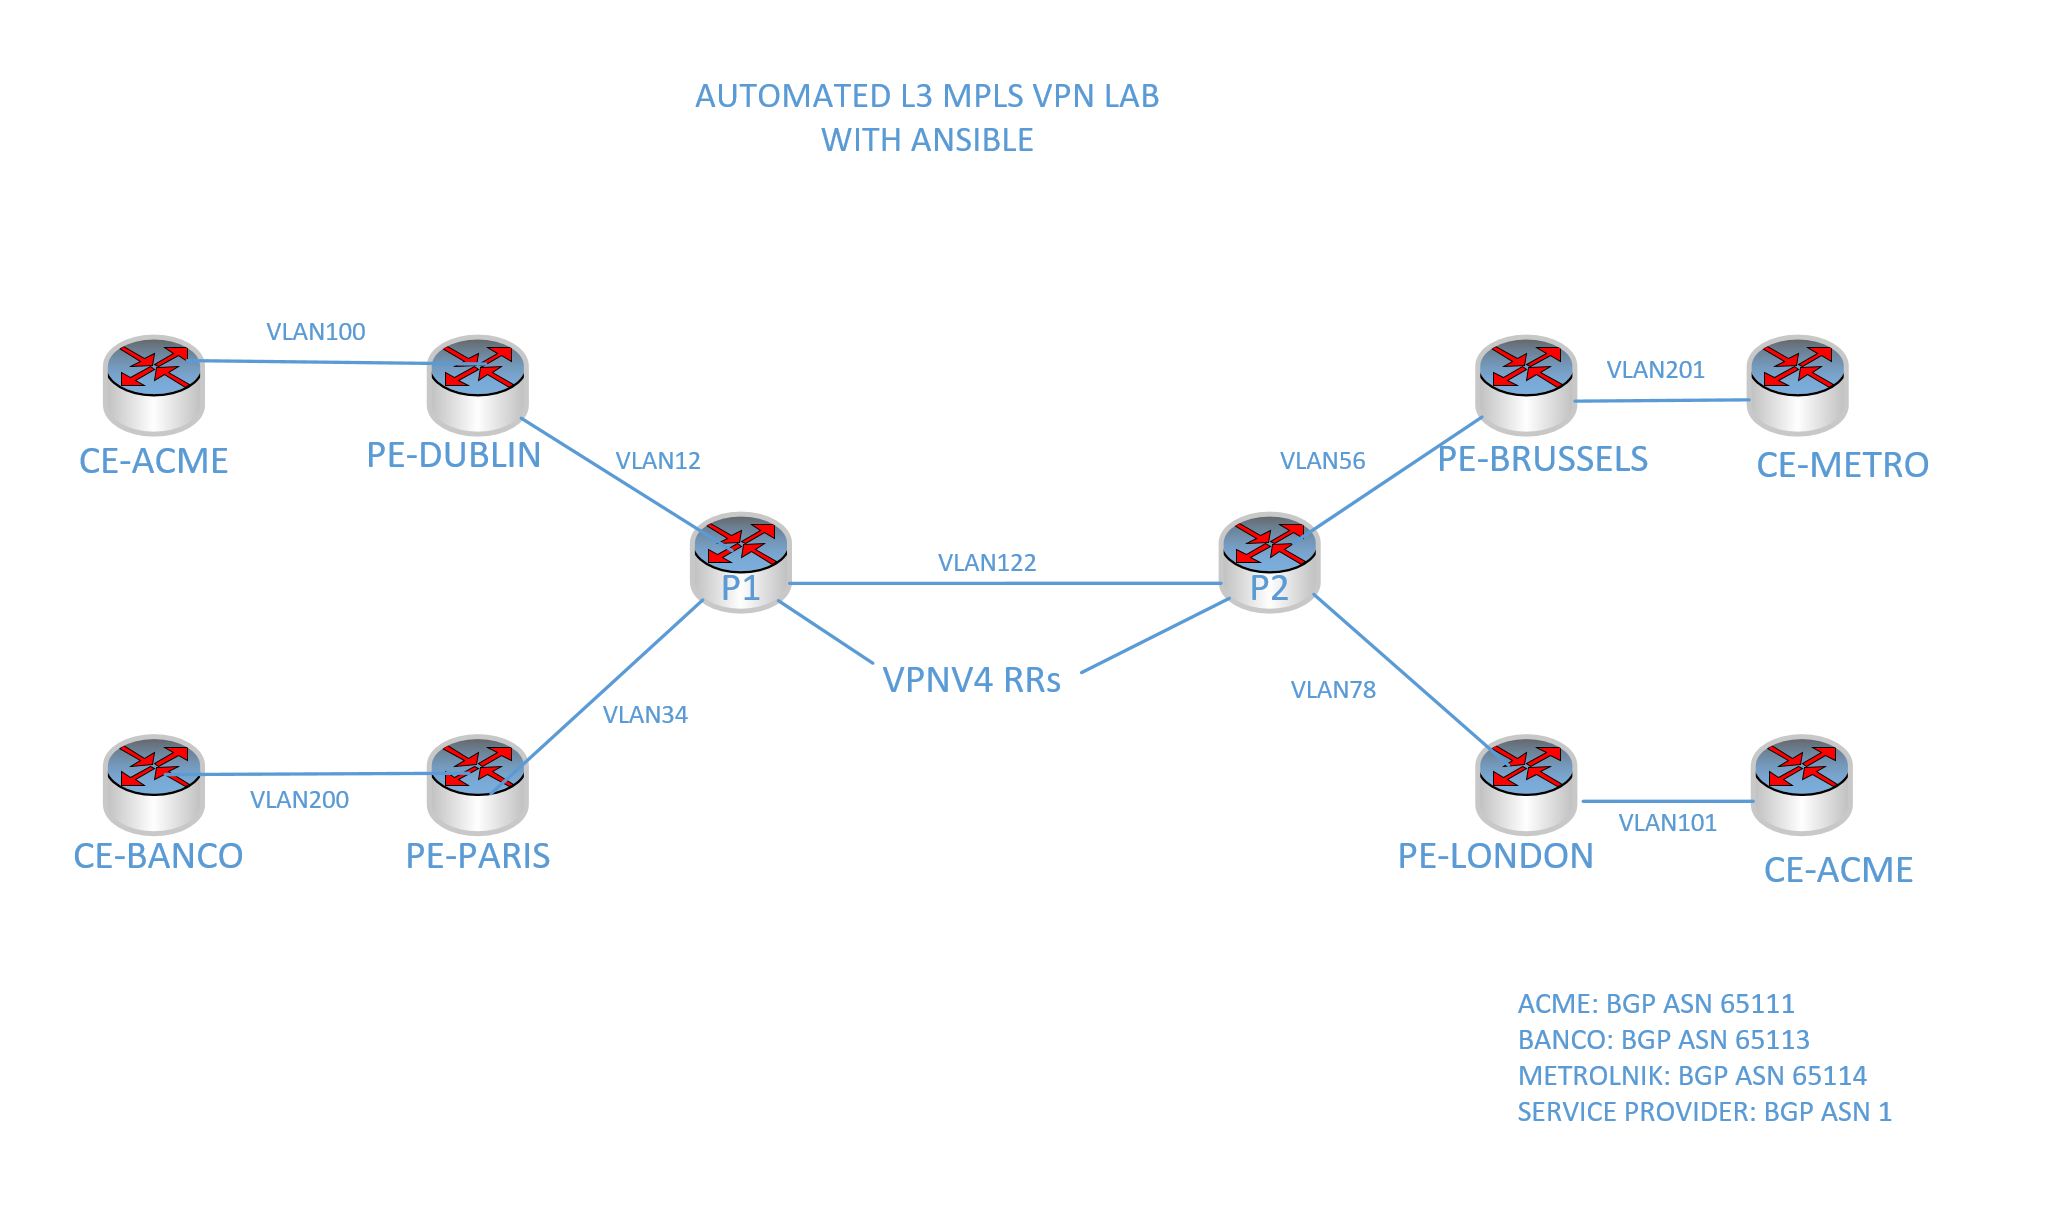 AUTOMATED L3 MPLS VPN LAB
WITH ANSIBLE
VLAN100
CE-ACME
PE-DUBLIN
VLAN12
VLAN56
PE-BRUSSELS
VLAN201
CE-METRO
P1
VLAN122
P2
VPNV4 RRs
VLAN34
VLAN78
VLAN200
CE-BANCO
PE-PARIS
VLAN101
PE-LONDON
CE-ACME
ACME: BGP ASN 65111
BANCO: BGP ASN 65113
METROLNIK: BGP ASN 65114
SERVICE PROVIDER: BGP ASN 1